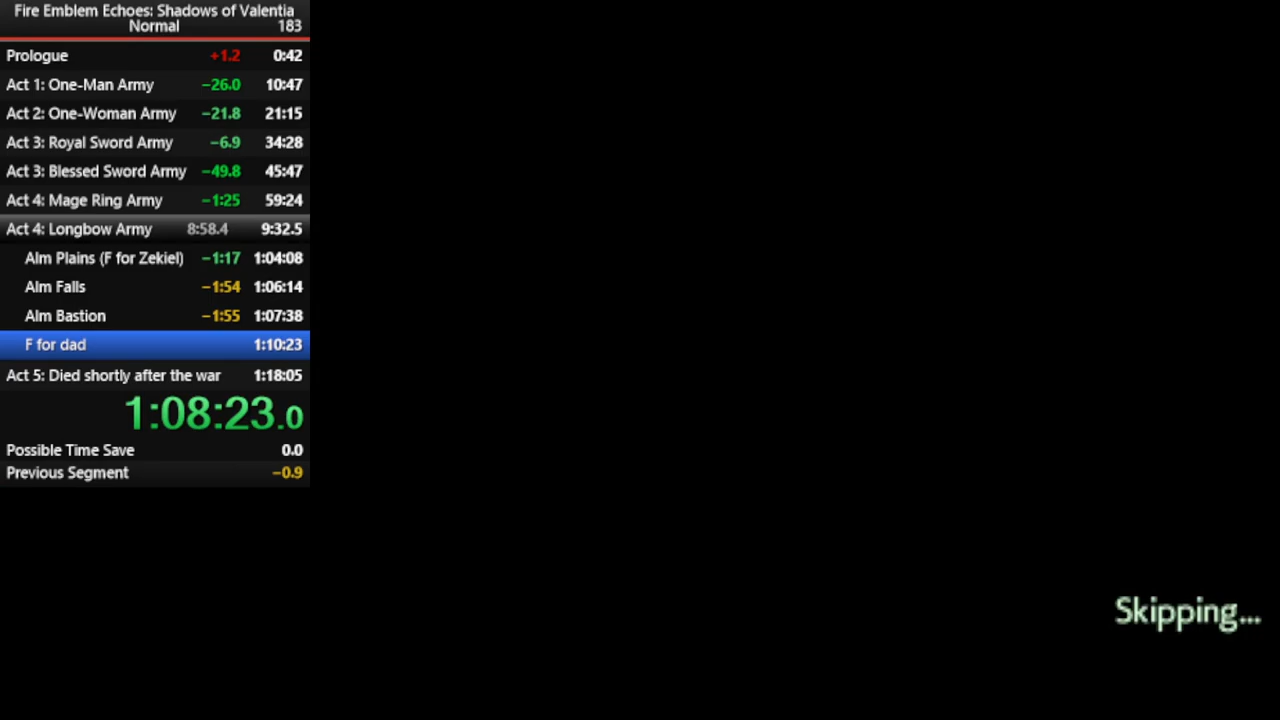 Fire Emblem Echoes: Shadows of Valentia
Normal 183
Prologue +1.2 0:42
Act 1: One-Man Army −26.0 10:47
Act 2: One-Woman Army −21.8 21:15
Act 3: Royal Sword Army −6.9 34:28
Act 3: Blessed Sword Army −49.8 45:47
Act 4: Mage Ring Army −1:25 59:24
Act 4: Longbow Army 8:58.4 9:32.5
Alm Plains (F for Zekiel) −1:17 1:04:08
Alm Falls −1:54 1:06:14
Alm Bastion −1:55 1:07:38
F for dad 1:10:23
Act 5: Died shortly after the war 1:18:05
1:08:23.0
Possible Time Save 0.0
Previous Segment −0.9
Skipping...